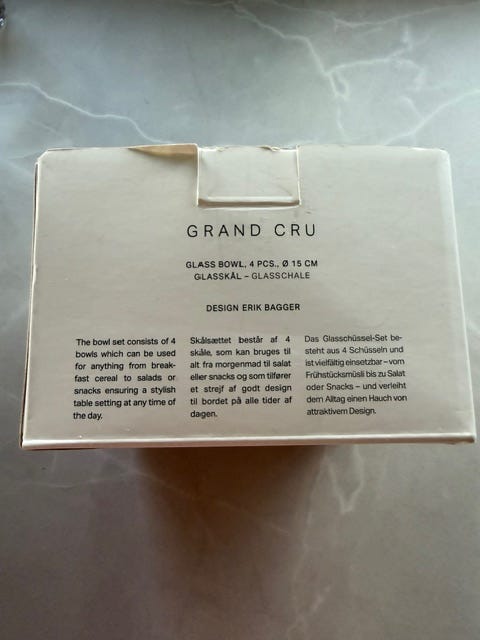 GRAND CRU
GLASS BOWL, 4 PCS., Ø 15 CM
GLASSKÅL – GLASSCHALE
DESIGN ERIK BAGGER
The bowl set consists of 4
bowls which can be used
for anything from break-
fast cereal to salads or
snacks ensuring a stylish
table setting at any time of
the day.
Skålsættet består af 4
skåle, som kan bruges til
alt fra morgenmad til salat
eller snacks og som tilfører
et strejf af godt design
til bordet på alle tider af
dagen.
Das Glasschüssel-Set be-
steht aus 4 Schüsseln und
ist vielfältig einsetzbar – vom
Frühstücksmüsli bis zu Salat
oder Snacks – und verleiht
dem Alltag einen Hauch von
attraktivem Design.